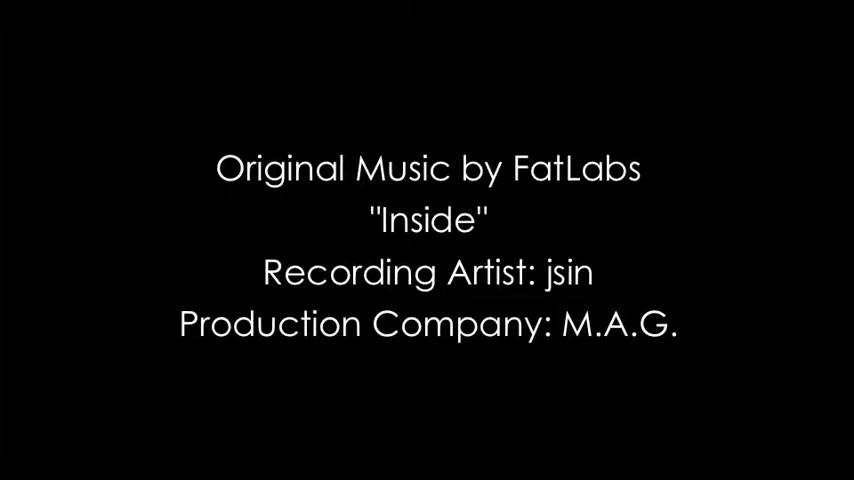 Original Music by FatLabs
"Inside"
Recording Artist: jsin
Production Company: M.A.G.